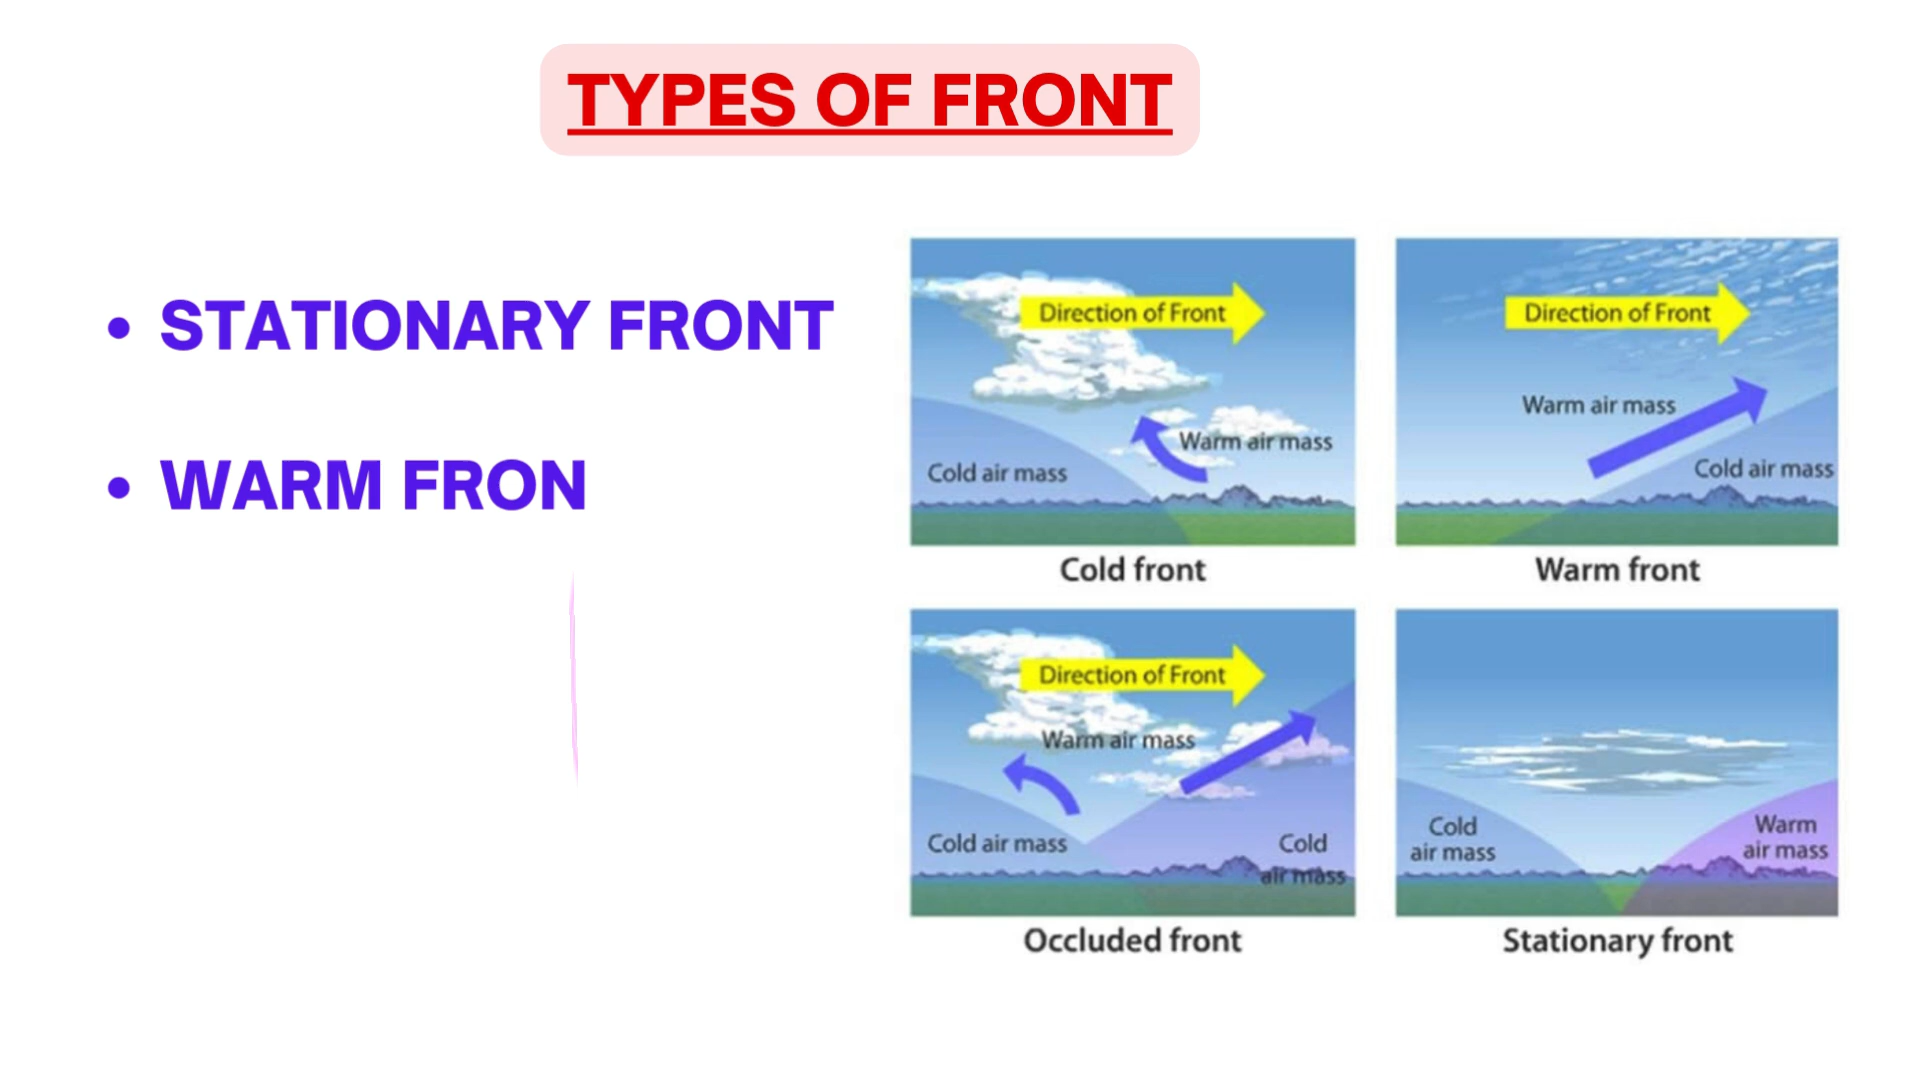 TYPES OF FRONT
• STATIONARY FRONT
• WARM FRON
Direction of Front
Warm air mass
Cold air mass
Cold front
Direction of Front
Warm air mass
Cold air mass
Warm front
Direction of Front
Warm air mass
Cold air mass
Cold
air mass
Occluded front
Cold
air mass
Warm
air mass
Stationary front